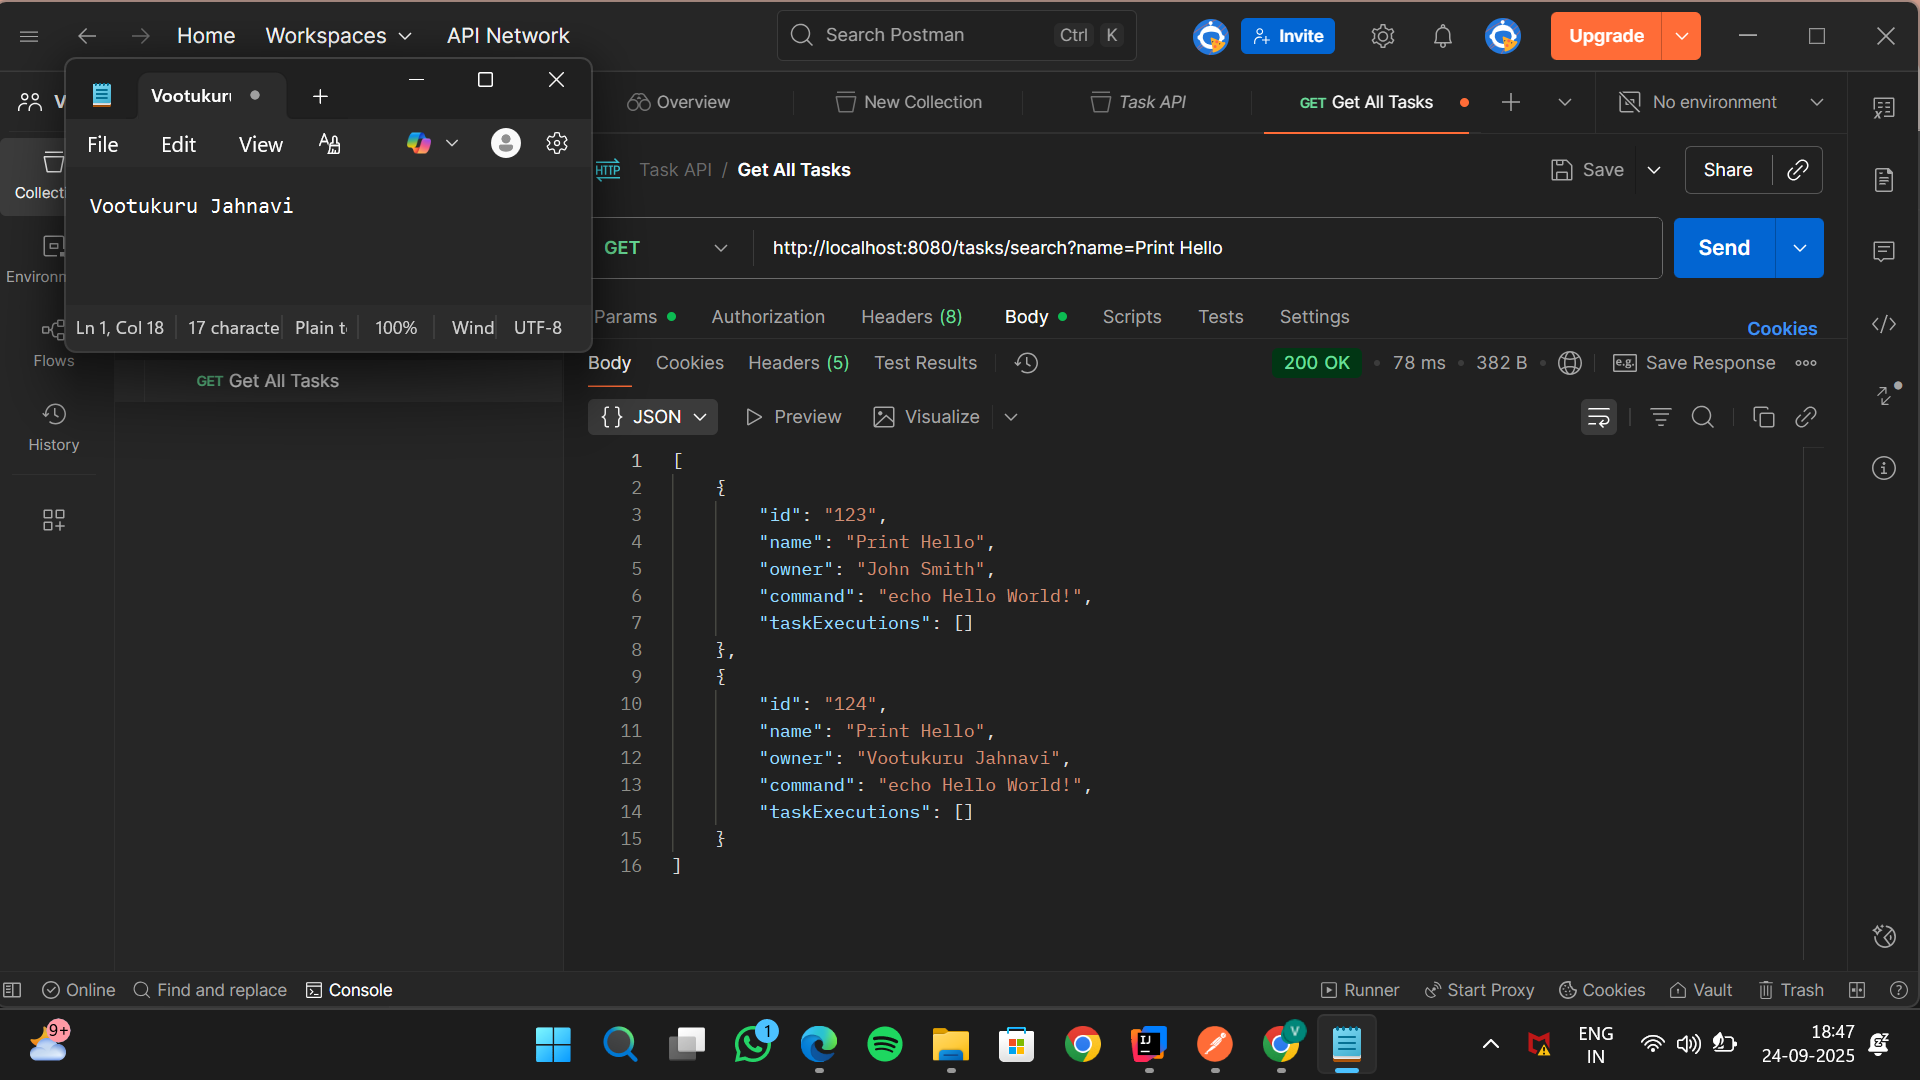 Home Workspaces API Network
Search Postman Ctrl K
Invite
Upgrade
V
Vootukuru
File Edit View
Vootukuru Jahnavi
Ln 1, Col 18 17 characte Plain t 100% Wind UTF-8
Collecti
Environm
Flows
History
GET Get All Tasks
Overview New Collection Task API GET Get All Tasks No environment
HTTP Task API / Get All Tasks Save Share
GET http://localhost:8080/tasks/search?name=Print Hello Send
Params Authorization Headers (8) Body Scripts Tests Settings Cookies
Body Cookies Headers (5) Test Results 200 OK 78 ms 382 B e.g. Save Response
{} JSON Preview Visualize
1 [
2 {
3 "id": "123",
4 "name": "Print Hello",
5 "owner": "John Smith",
6 "command": "echo Hello World!",
7 "taskExecutions": []
8 },
9 {
10 "id": "124",
11 "name": "Print Hello",
12 "owner": "Vootukuru Jahnavi",
13 "command": "echo Hello World!",
14 "taskExecutions": []
15 }
16 ]
Online Find and replace Console Runner Start Proxy Cookies Vault Trash
9+ 1 IJ V ENG IN 18:47
24-09-2025